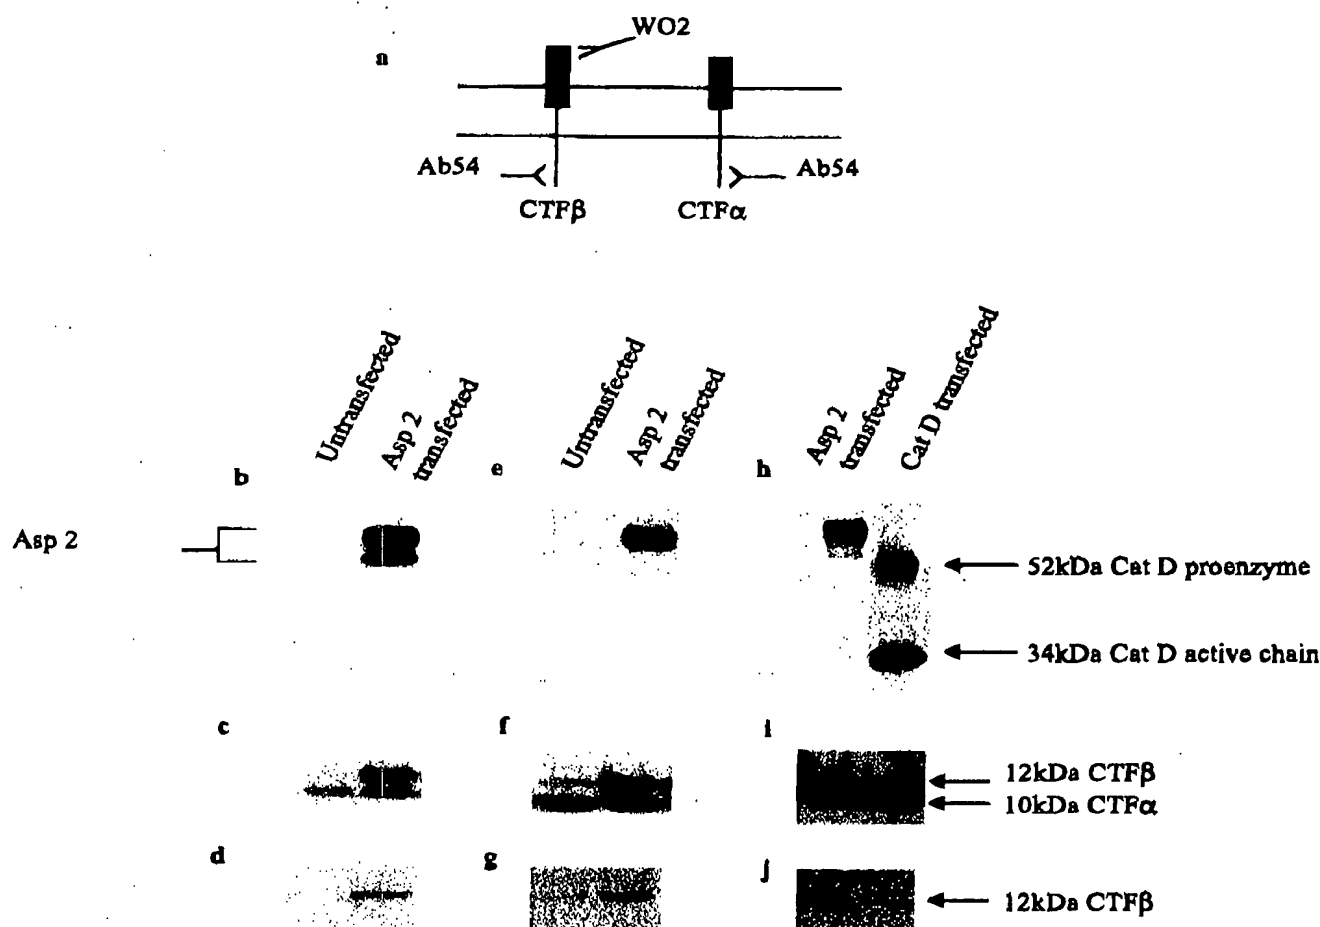 a
WO2
Ab54
Ab54
CTFβ
CTFα
Untransfected
Asp 2
transfected
Untransfected
Asp 2
transfected
Asp 2
transfected
Cat D transfected
b
e
h
Asp 2
52kDa Cat D proenzyme
34kDa Cat D active chain
c
f
i
12kDa CTFβ
10kDa CTFα
d
g
j
12kDa CTFβ